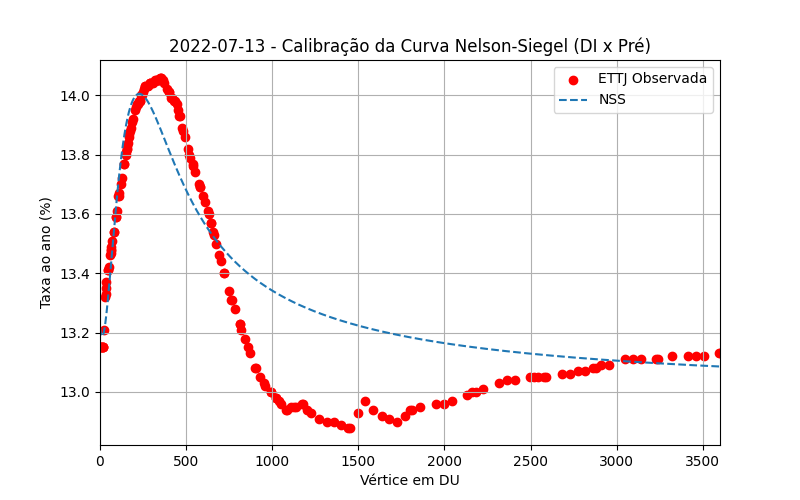 2022-07-13 - Calibração da Curva Nelson-Siegel (DI x Pré)
ETTJ Observada
NSS
Taxa ao ano (%)
14.0
13.8
13.6
13.4
13.2
13.0
0
500
1000
1500
2000
2500
3000
3500
Vértice em DU